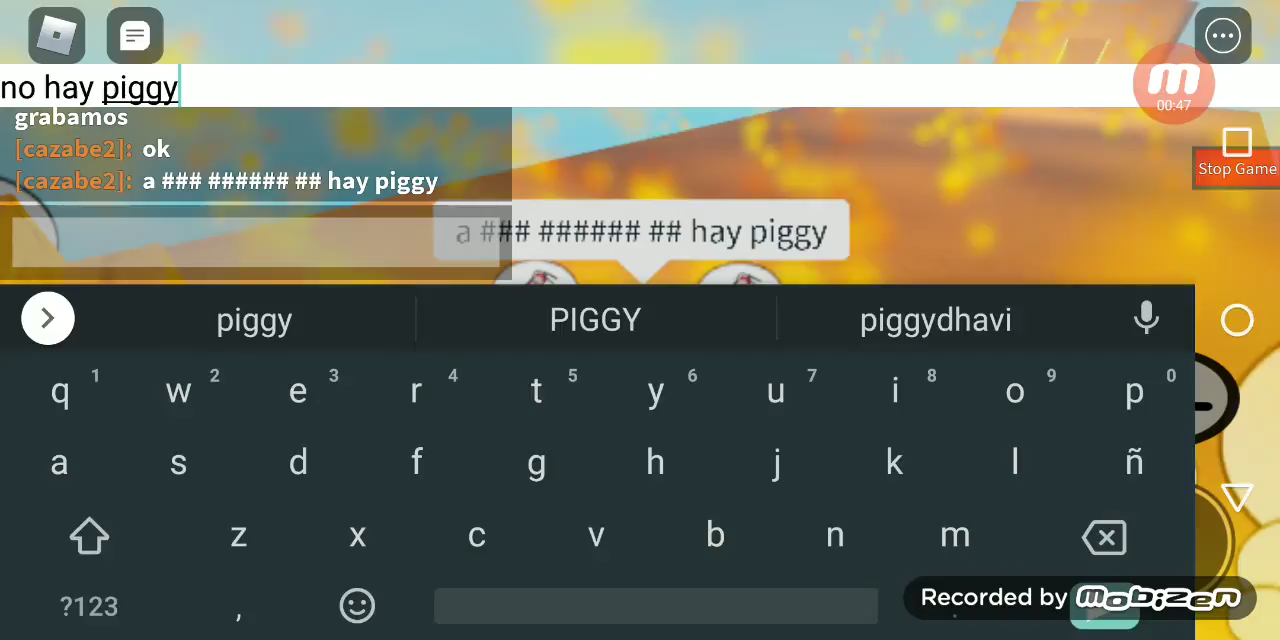 no hay piggy
00:47
grabamos
[cazabe2]: ok
Stop Game
[cazabe2]: a ### ###### ## hay piggy
a ### ###### ## hay piggy
piggy PIGGY piggydhavi
q 1 w 2 e 3 r 4 t 5 y 6 u 7 i 8 o 9 p 0
a s d f g h j k l ñ
z x c v b n m
?123 , .
Recorded by mobizen